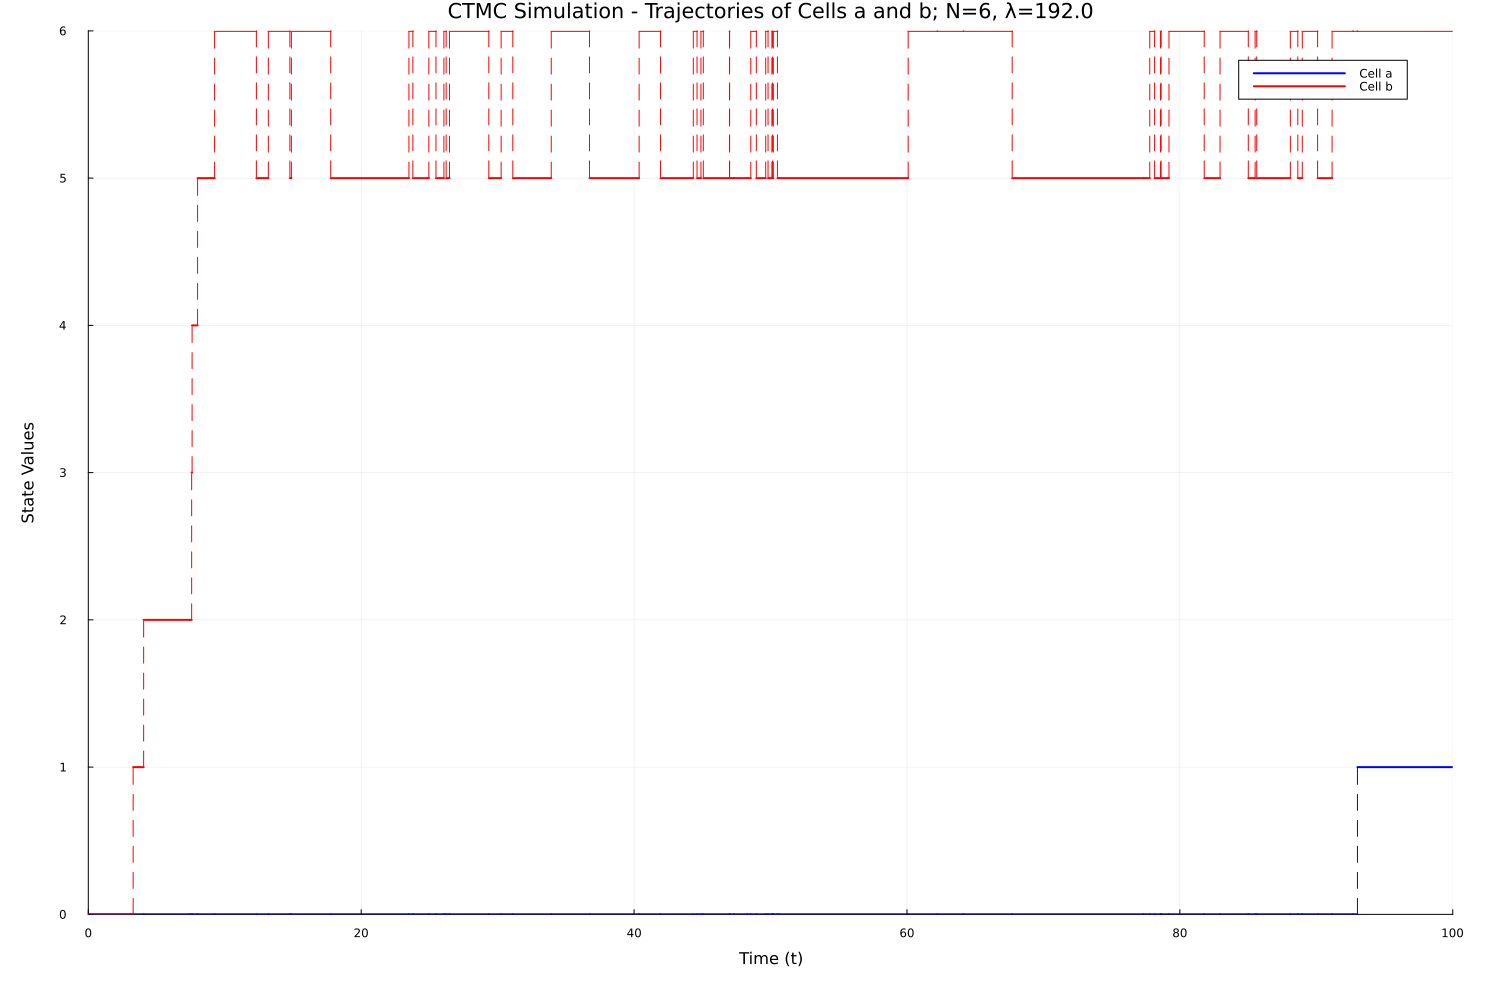 CTMC Simulation - Trajectories of Cells a and b; N=6, λ=192.0
6
Cell a
Cell b
5
4
3
State Values
2
1
0
0 20 40 60 80 100
Time (t)